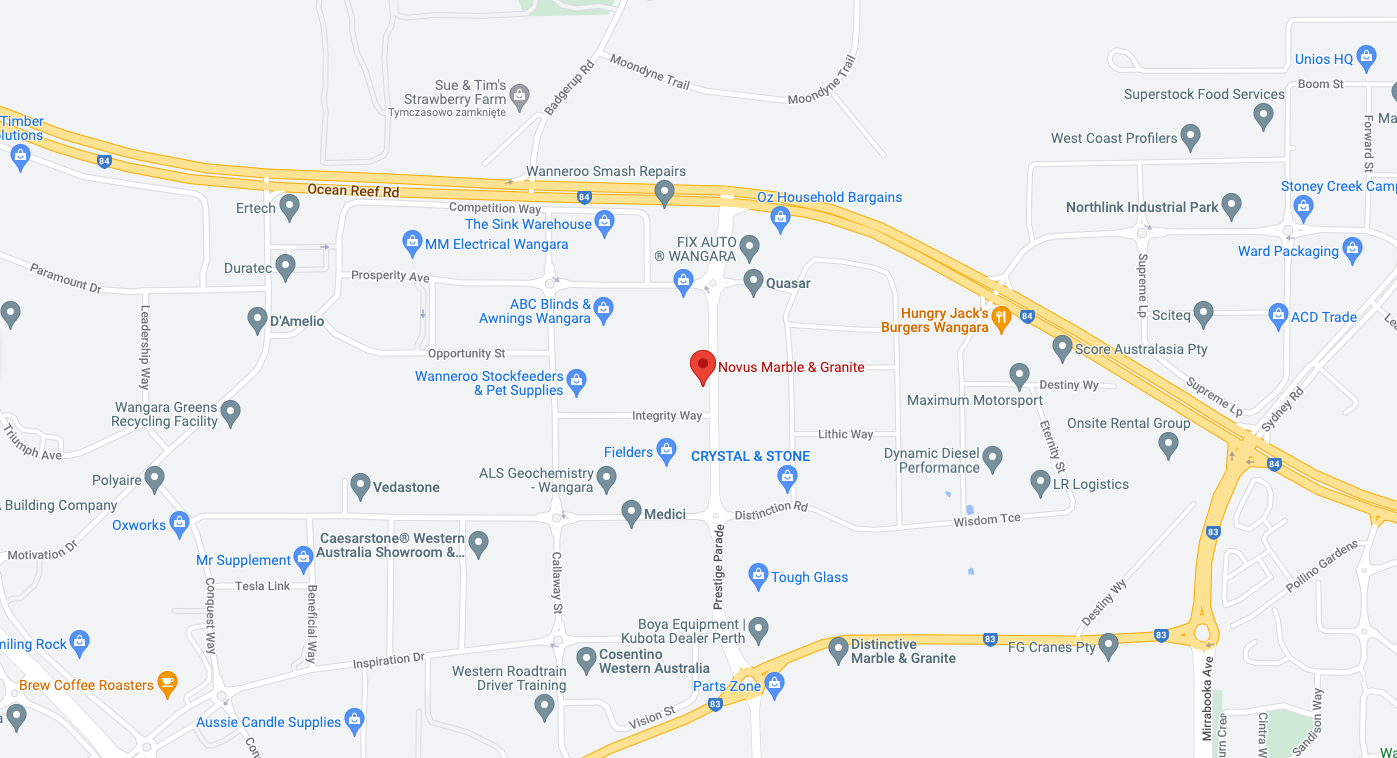 Unios HQ
Moondyne Trail
Moondyne Trail
Badgerup Rd
Sue & Tim's
Strawberry Farm
Tymczasowo zamknięte
Boom St
Superstock Food Services
Forward St
Ma
Timber
lutions
West Coast Profilers
84
Wanneroo Smash Repairs
Ocean Reef Rd
84
Oz Household Bargains
Stoney Creek Camp
Ertech
Competition Way
The Sink Warehouse
Northlink Industrial Park
MM Electrical Wangara
FIX AUTO
® WANGARA
Ward Packaging
Duratec
Paramount Dr
Prosperity Ave
Quasar
Supreme Lp
ABC Blinds &
Awnings Wangara
Hungry Jack's
Burgers Wangara
84
Sciteq
ACD Trade
Le
D'Amelio
Leadership Way
Opportunity St
Score Australasia Pty
Novus Marble & Granite
Wanneroo Stockfeeders
& Pet Supplies
Destiny Wy
Supreme Lp
Maximum Motorsport
Sydney Rd
Wangara Greens
Recycling Facility
Integrity Way
Onsite Rental Group
Triumph Ave
Lithic Way
Eternity St
Fielders
CRYSTAL & STONE
Dynamic Diesel
Performance
84
Polyaire
Vedastone
ALS Geochemistry
- Wangara
LR Logistics
Building Company
Medici
Distinction Rd
Wisdom Tce
Oxworks
83
Caesarstone® Western
Australia Showroom &...
Motivation Dr
Mr Supplement
Prestige Parade
Pollino Gardens
Tough Glass
Tesla Link
Conquest Way
Beneficial Way
Callaway St
Destiny Wy
miling Rock
Boya Equipment |
Kubota Dealer Perth
83
83
FG Cranes Pty
Distinctive
Marble & Granite
Inspiration Dr
Cosentino
Western Australia
Western Roadtrain
Driver Training
Brew Coffee Roasters
Parts Zone
83
Mirrabooka Ave
Aussie Candle Supplies
Vision St
Con
urn Cres
Cintra W
Sandison Way
Wa